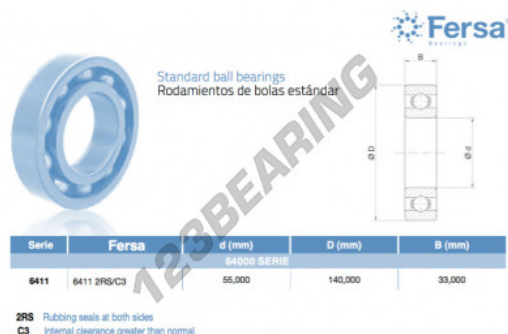 Fersa
Bearings
Standard ball bearings
Rodamientos de bolas estándar
B
Ø D
Ø d
123BEARING
Serie Fersa d (mm) D (mm) B (mm)
64000 SERIE
6411 6411 2RS/C3 55,000 140,000 33,000
2RS Rubbing seals at both sides
C3 Internal clearance greater than normal